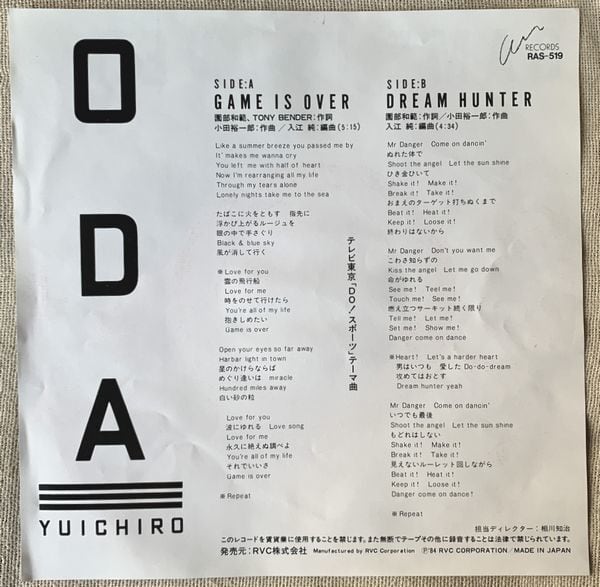 O
D
A
YUICHIRO
am
RECORDS
RAS-519
SIDE:A
GAME IS OVER
園部和範、TONY BENDER:作詞
小田裕一郎:作曲／入江 純:編曲(5:15)
Like a summer breeze you passed me by
It' makes me wanna cry
You left me with half of heart
Now I'm rearranging all my life
Through my tears alone
Lonely nights take me to the sea
たばこに火をともす 指先に
浮かび上がるルージュを
眼の中で手さぐり
Black & blue sky
風が消して行く
※Love for you
雲の飛行船
Love for me
時をのせて行けたら
You're all of my life
抱きしめたい
Game is over
Open your eyes so far away
Harbar light in town
星のかけらならば
めぐり逢いは miracle
Hundred miles away
白い砂の粒
Love for you
波にゆれる Love song
Love for me
永久に絶えぬ調べよ
You're all of my life
それでいいさ
Game is over
※Repeat
テレビ東京「DO!スポーツ」テーマ曲
SIDE:B
DREAM HUNTER
園部和範:作詞／小田裕一郎:作曲
入江 純:編曲(4:34)
Mr Danger Come on dancin'
ぬれた体で
Shoot the angel Let the sun shine
ひき金ひいて
Shake it! Make it!
Break it! Take it!
おまえのターゲット打ちぬくまで
Beat it! Heat it!
Keep it! Loose it!
終わりはないから
Mr Danger Don't you want me
こわさ知らずの
Kiss the angel Let me go down
命がゆれる
See me! Teel me!
Touch me! See me!
燃え立つサーキット続く限り
Tell me! Let me!
Set me! Show me!
Danger come on dance
※Heart! Let's a harder heart
男はいつも 愛した Do-do-dream
攻めてはおとす
Dream hunter yeah
Mr Danger Come on dancin'
いつでも最後
Shoot the angel Let the sun shine
もどれはしない
Shake it! Make it!
Break it! Take it!
見えないルーレット回しながら
Beat it! Heat it!
Keep it! Loose it!
Danger come on dance!
※Repeat
担当ディレクター:相川知治
このレコードを賃貸業に使用することを禁じます。また無断でテープその他に録音することは法律で禁じられています。
発売元:RVC株式会社 Manufactured by RVC Corporation Ⓟ'84 RVC CORPORATION／MADE IN JAPAN